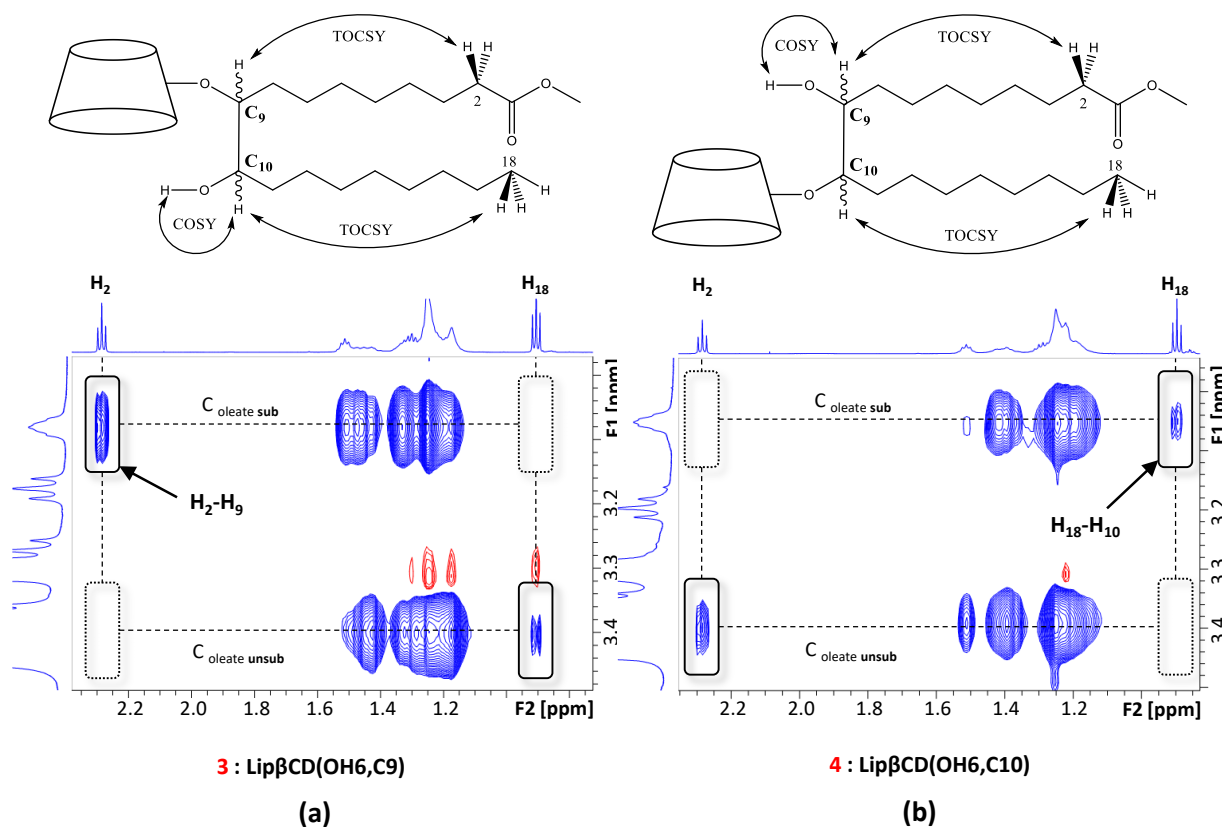 TOCSY
H H
H
O
C9
2
O
O
C10
18
H O
H
H H
H
COSY
TOCSY
COSY
TOCSY
H
H H
H O
C9
2
O
O
C10
18
O
H
H H
H
TOCSY
H2
H18
C oleate sub
H2-H9
C oleate unsub
3.2
3.3
3.4
F1 [ppm]
2.2 2.0 1.8 1.6 1.4 1.2 F2 [ppm]
3 : LipβCD(OH6,C9)
(a)
H2
H18
C oleate sub
H18-H10
C oleate unsub
3.2
3.3
3.4
F1 [ppm]
2.2 2.0 1.8 1.6 1.4 1.2 F2 [ppm]
4 : LipβCD(OH6,C10)
(b)